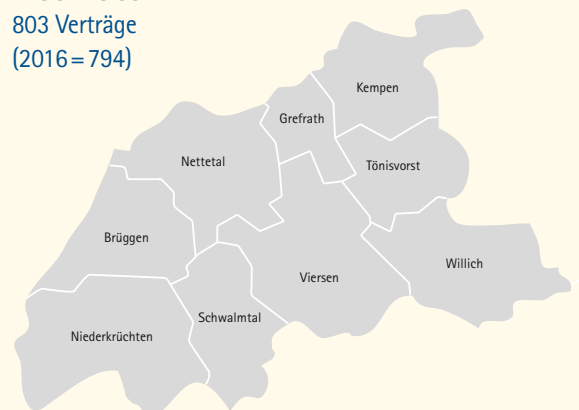 803 Verträge
(2016 = 794)
Kempen
Grefrath
Nettetal
Tönisvorst
Brüggen
Willich
Viersen
Schwalmtal
Niederkrüchten